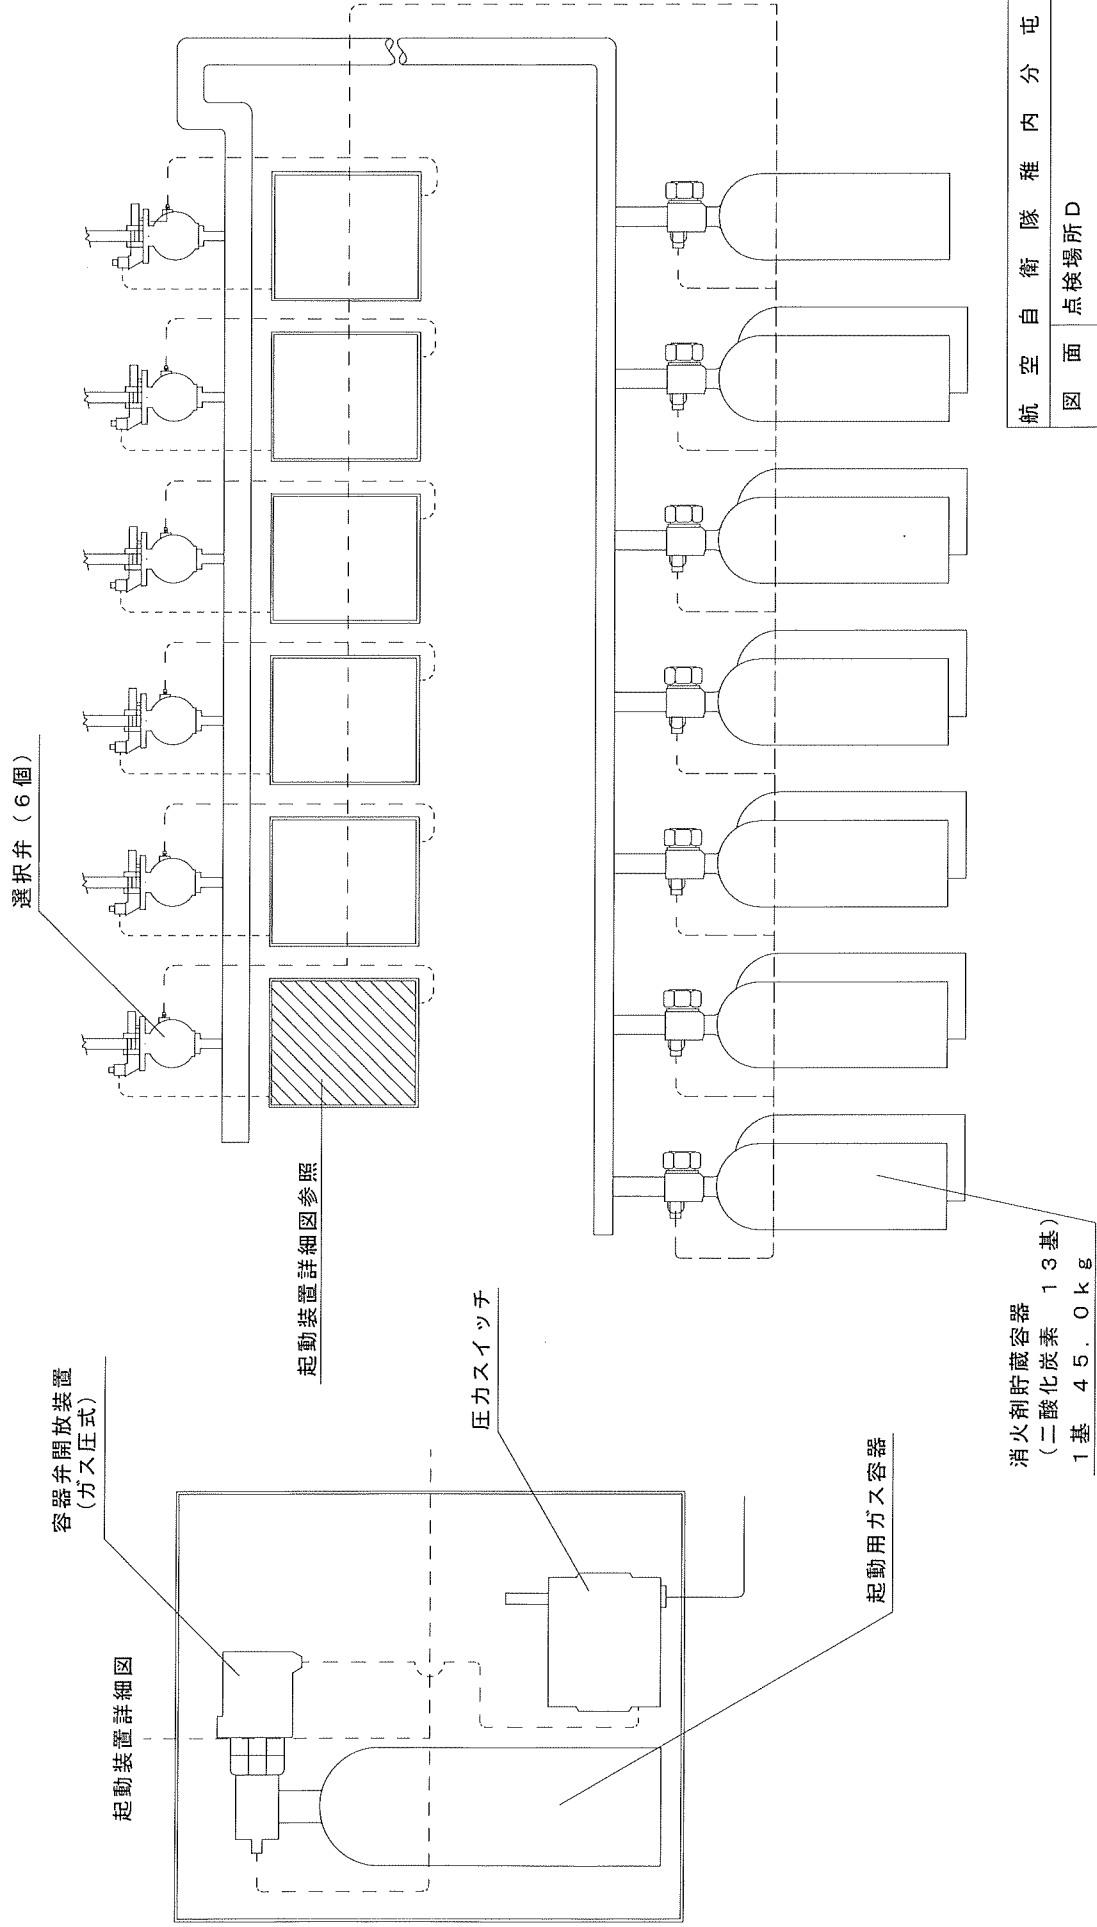 起動装置詳細図
容器弁開放装置
(ガス圧式)
圧力スイッチ
起動用ガス容器
選択弁(6個)
起動装置詳細図参照
消火剤貯蔵容器
(二酸化炭素 13基)
1基 45.0kg
航空自衛隊稚内分屯
図面 点検場所D